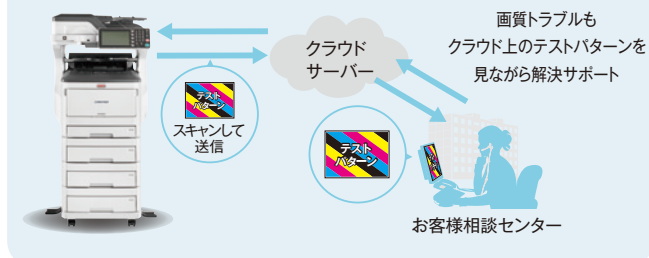 画質トラブルも
クラウド上のテストパターンを
見ながら解決サポート
クラウド
サーバー
テスト
パターン
スキャンして
送信
テスト
パターン
お客様相談センター